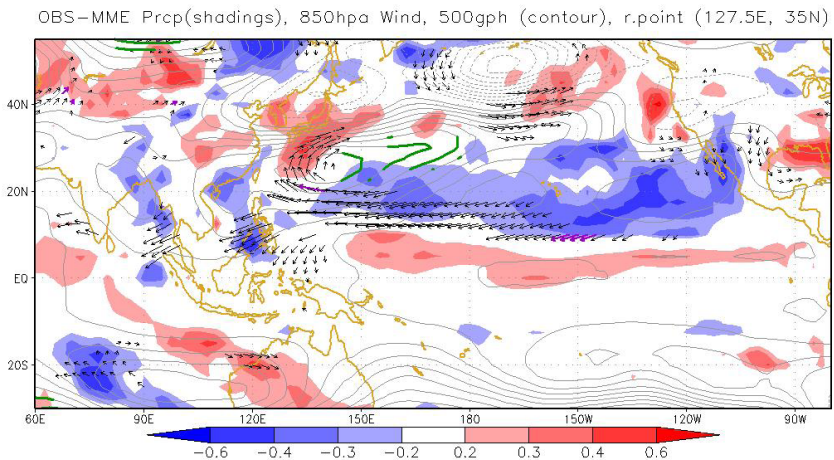 OBS-MME Prcp(shadings), 850hpa Wind, 500gph (contour), r.point (127.5E, 35N)
40N
20N
EQ
20S
60E 90E 120E 150E 180 150W 120W 90W
-0.6 -0.4 -0.3 -0.2 0.2 0.3 0.4 0.6